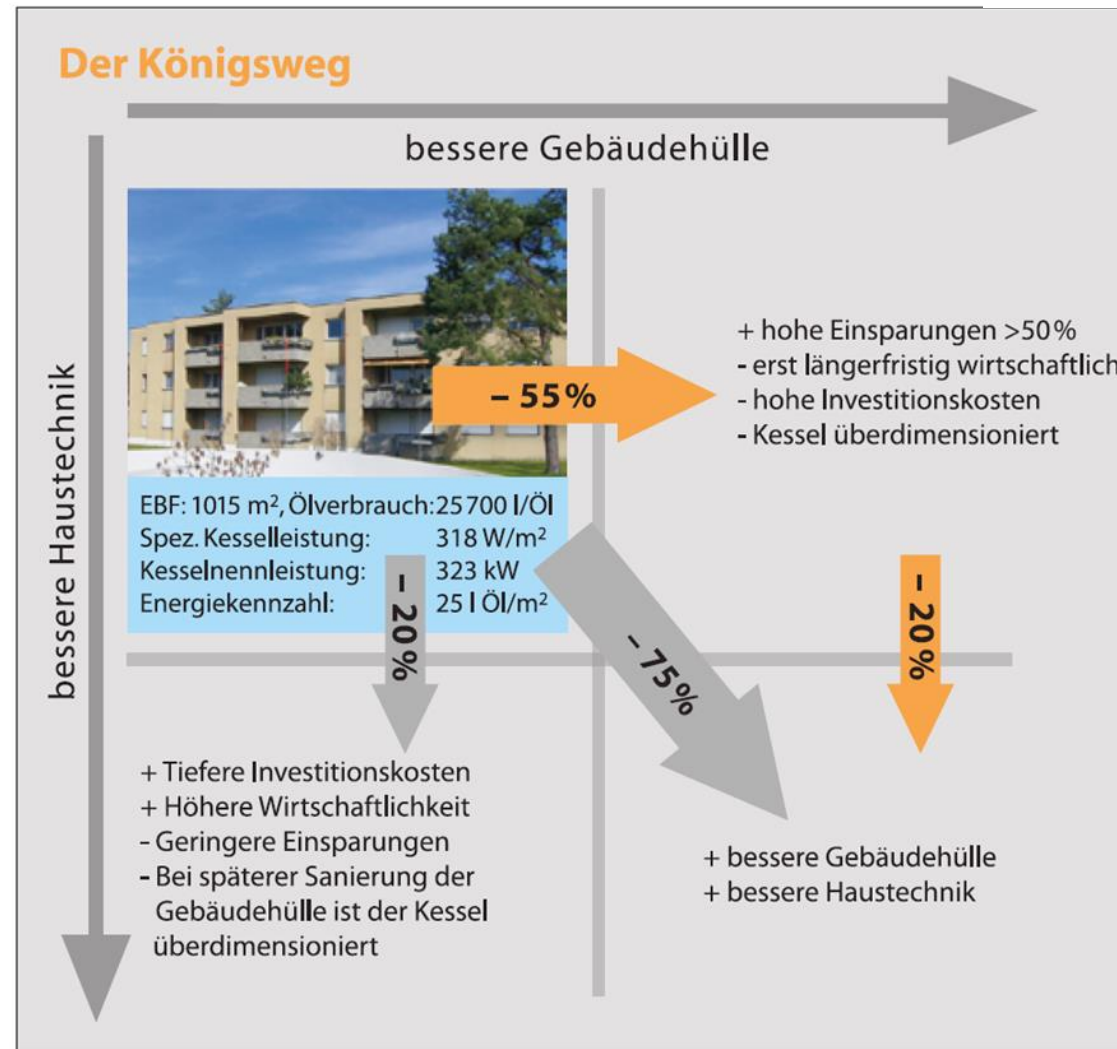 Der Königsweg
bessere Gebäudehülle
bessere Haustechnik
+ hohe Einsparungen >50%
- erst längerfristig wirtschaftlich
- hohe Investitionskosten
- Kessel überdimensioniert
– 55%
EBF: 1015 m², Ölverbrauch: 25 700 l/Öl
Spez. Kesselleistung: 318 W/m²
Kesselnennleistung: 323 kW
Energiekennzahl: 25 l Öl/m²
– 20%
– 75%
– 20%
+ Tiefere Investitionskosten
+ Höhere Wirtschaftlichkeit
- Geringere Einsparungen
- Bei späterer Sanierung der
Gebäudehülle ist der Kessel
überdimensioniert
+ bessere Gebäudehülle
+ bessere Haustechnik